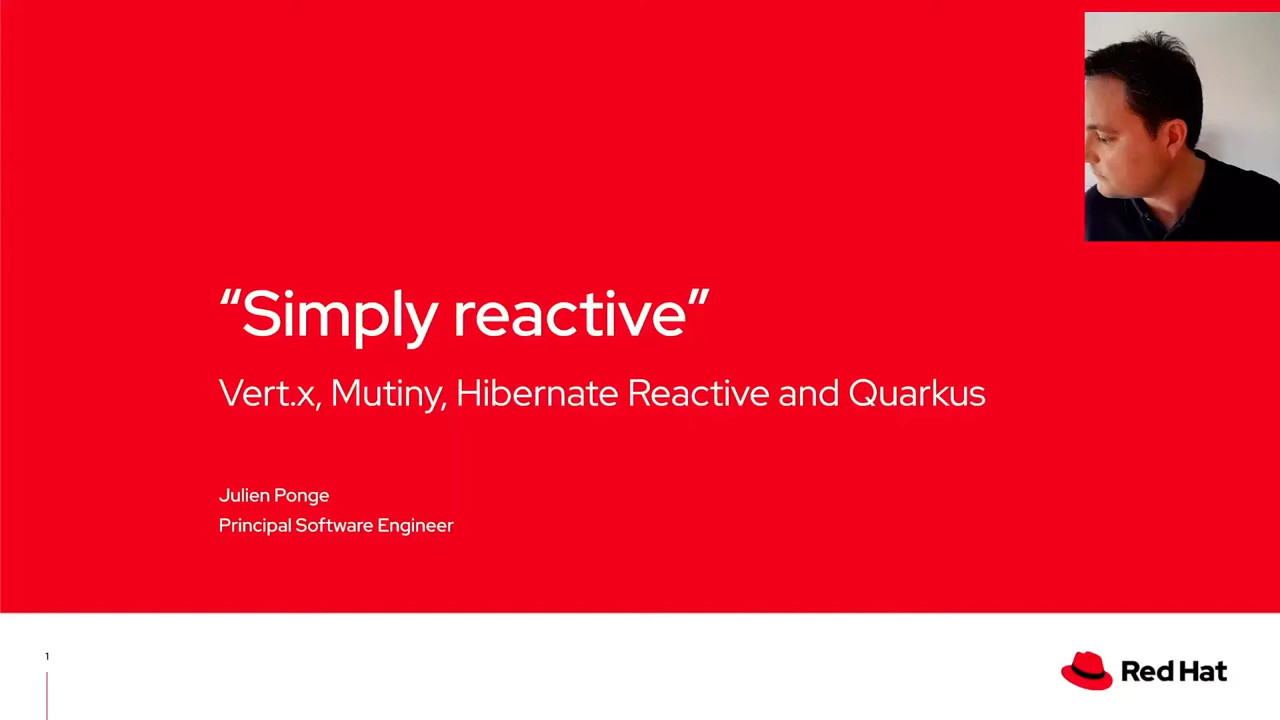 “Simply reactive”
Vert.x, Mutiny, Hibernate Reactive and Quarkus
Julien Ponge
Principal Software Engineer
1
Red Hat